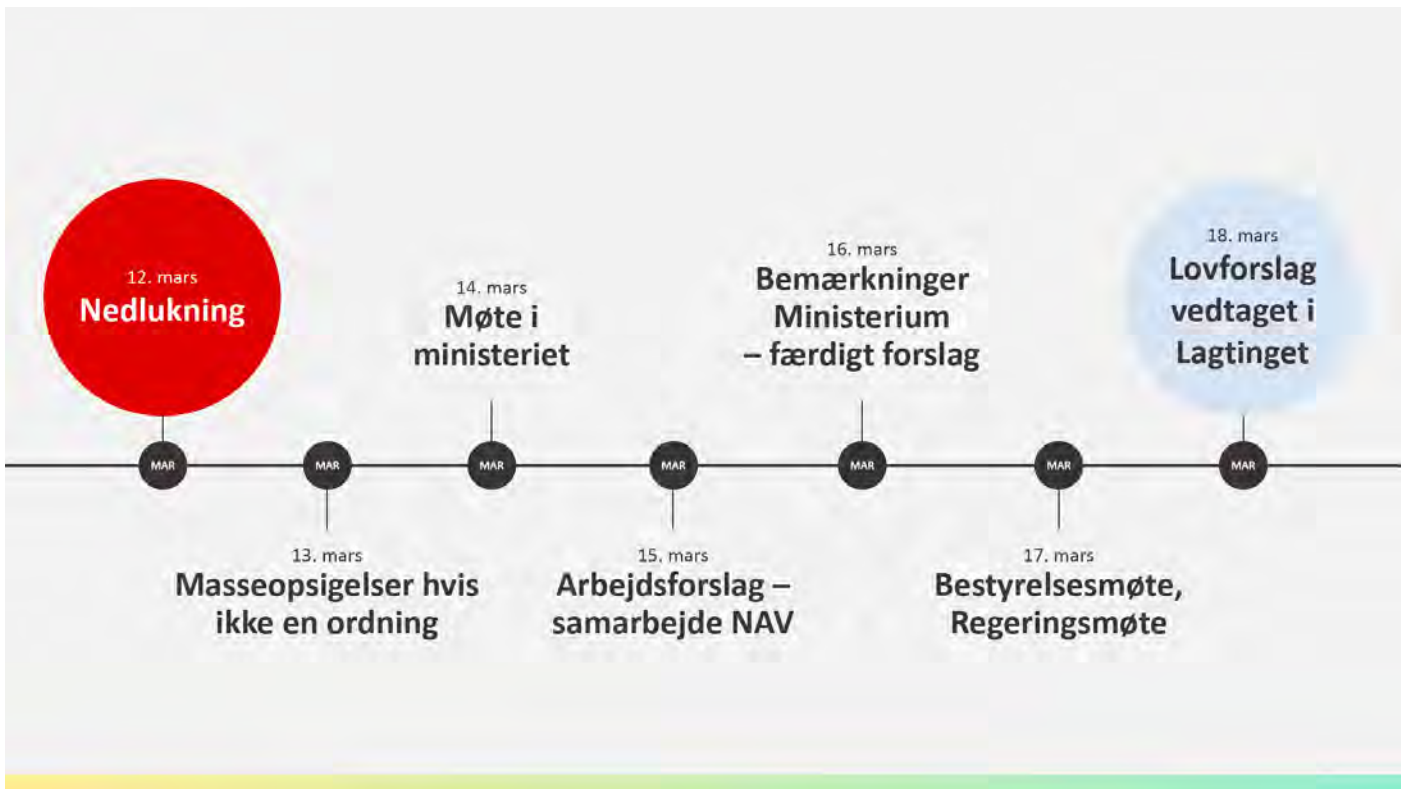 12. mars
Nedlukning
MAR
13. mars
Masseopsigelser hvis
ikke en ordning
MAR
14. mars
Møte i
ministeriet
MAR
15. mars
Arbejdsforslag –
samarbejde NAV
MAR
16. mars
Bemærkninger
Ministerium
– færdigt forslag
MAR
17. mars
Bestyrelsesmøte,
Regeringsmøte
MAR
18. mars
Lovforslag
vedtaget i
Lagtinget
MAR